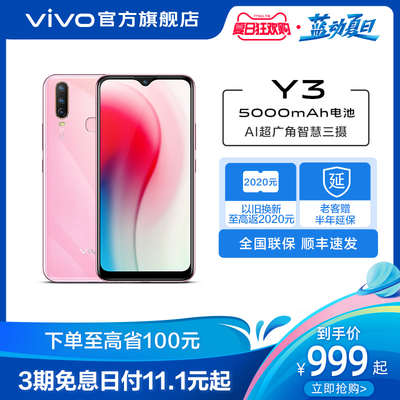 vivo官方旗舰店
夏日狂欢购
蓝动夏日
Y3
5000mAh电池
AI超广角智慧三摄
2020元
以旧换新
至高返2020元
延
老客赠
半年延保
全国联保 顺丰速发
vivo
下单至高省100元
3期免息日付11.1元起
到手价
¥999起
立即抢购>